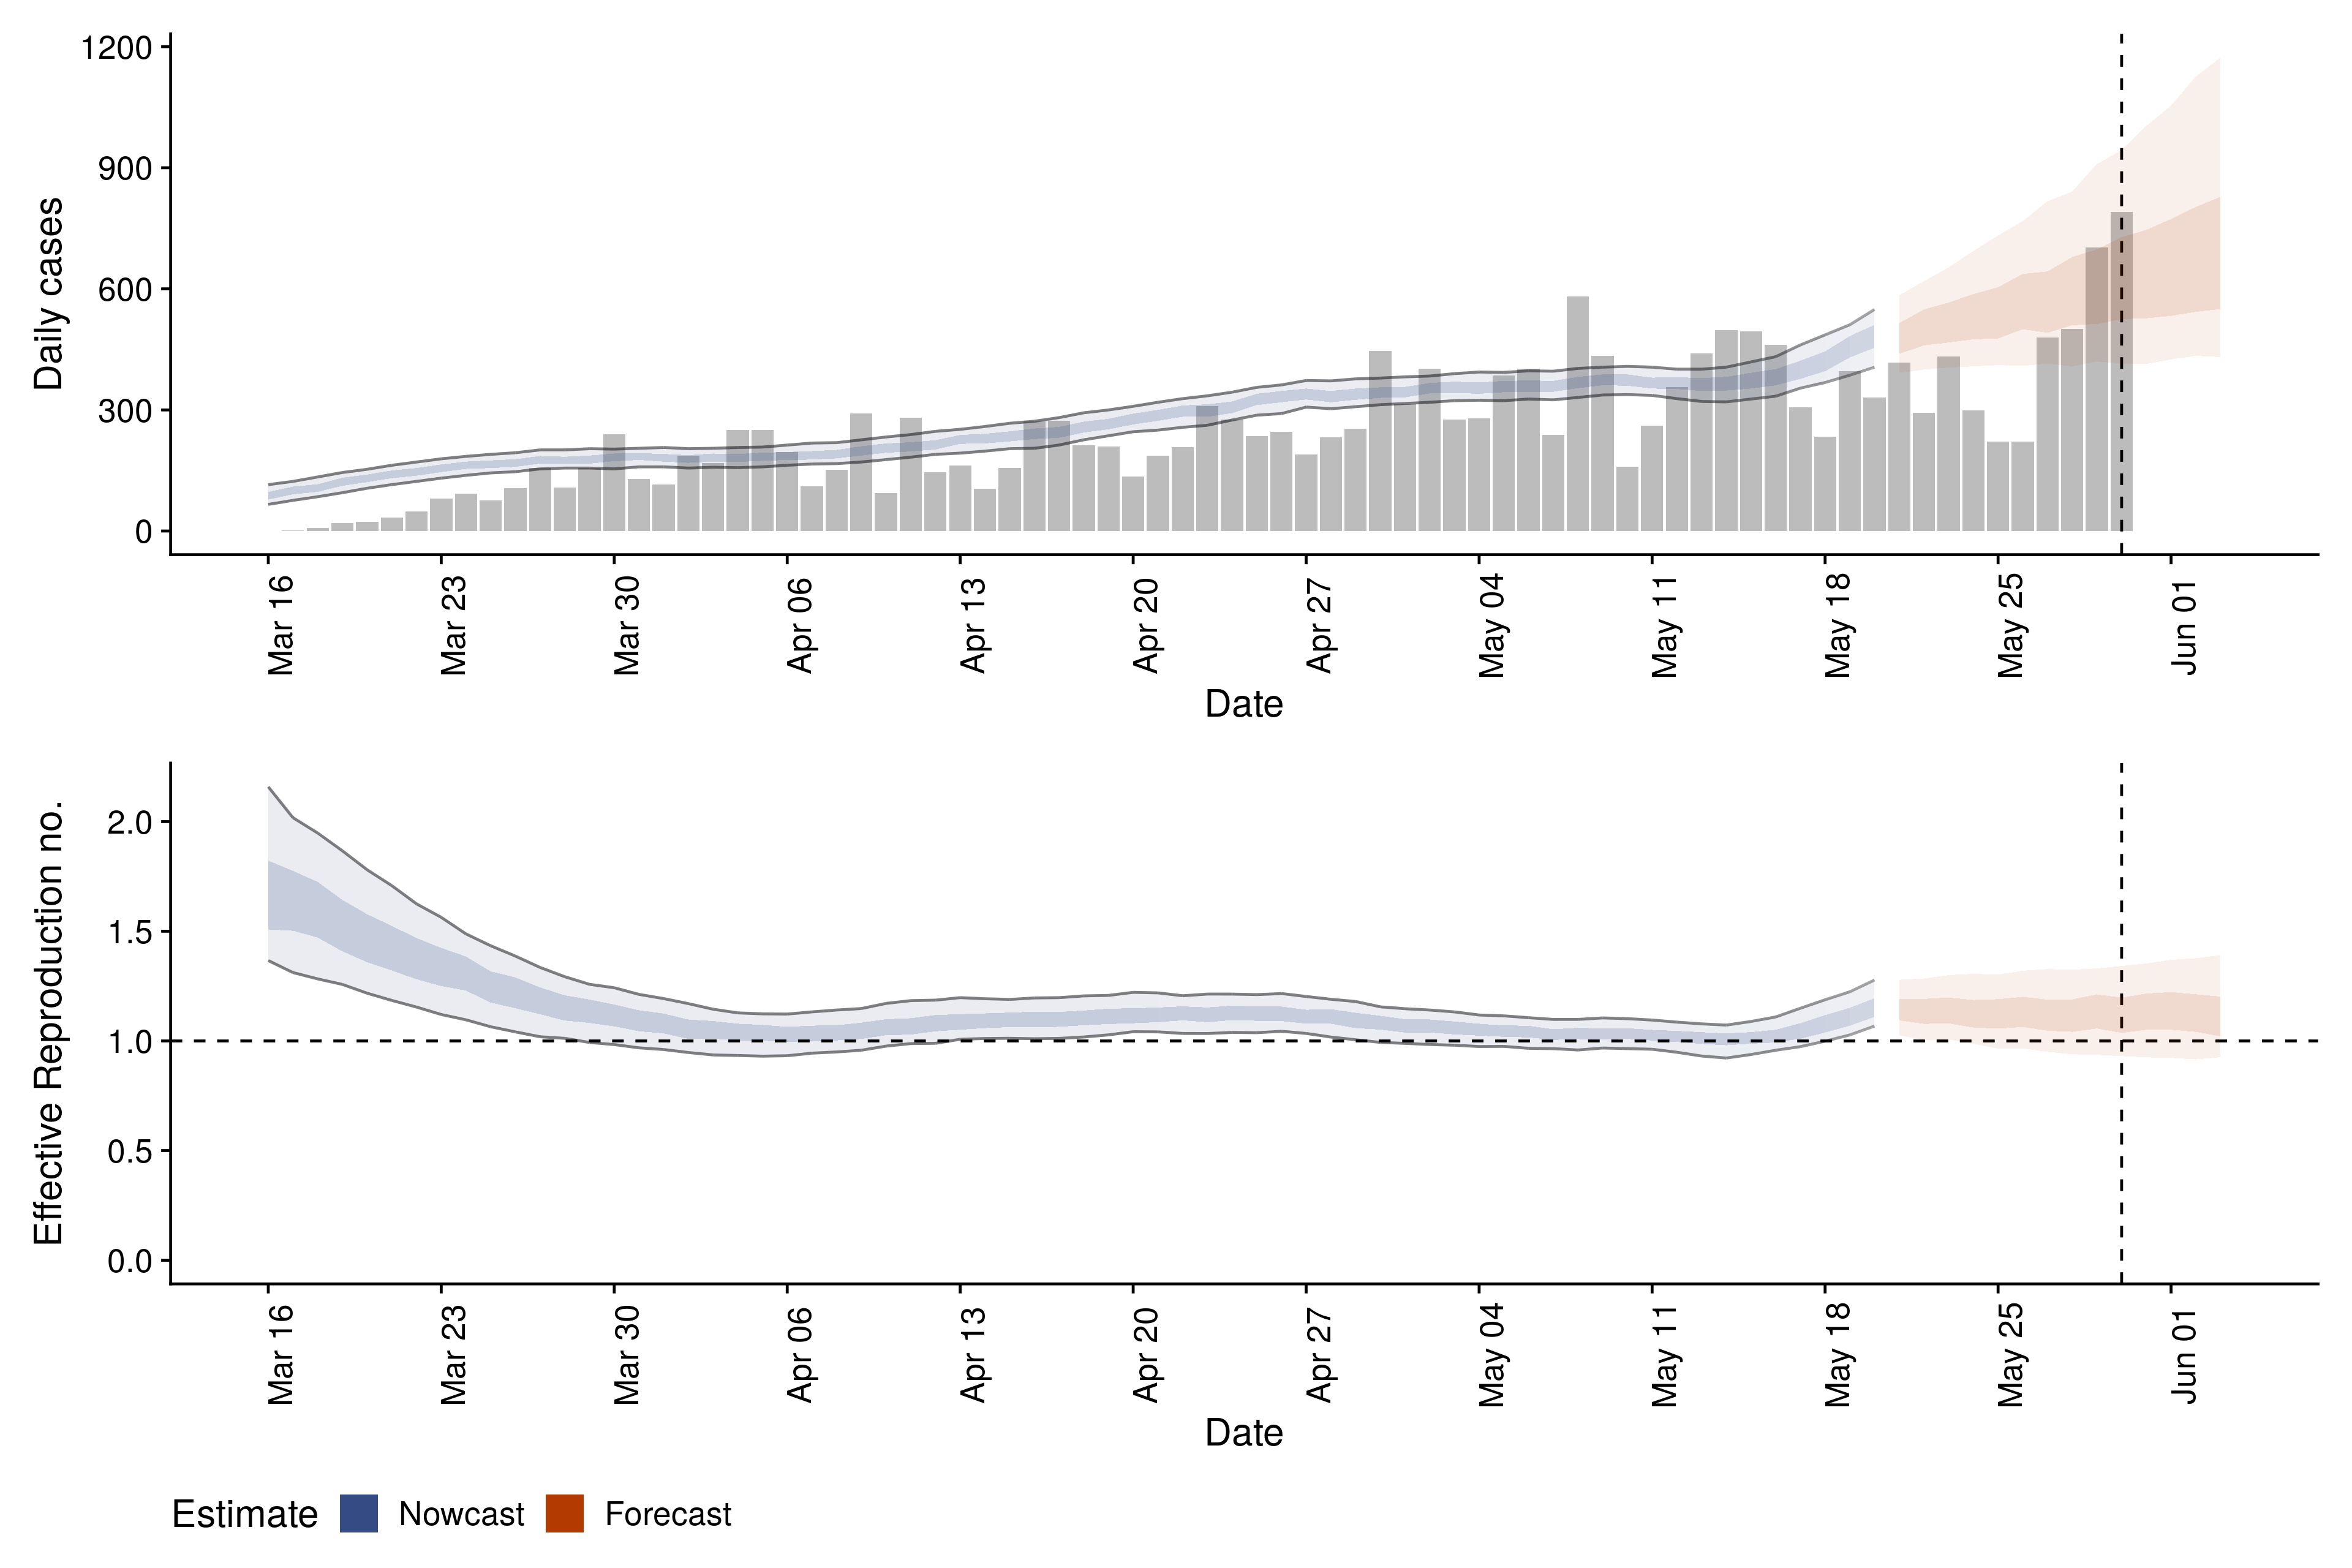 1200
900
600
300
0
Daily cases
Mar 16 Mar 23 Mar 30 Apr 06 Apr 13 Apr 20 Apr 27 May 04 May 11 May 18 May 25 Jun 01
Date
2.0
1.5
1.0
0.5
0.0
Effective Reproduction no.
Mar 16 Mar 23 Mar 30 Apr 06 Apr 13 Apr 20 Apr 27 May 04 May 11 May 18 May 25 Jun 01
Date
Estimate Nowcast Forecast